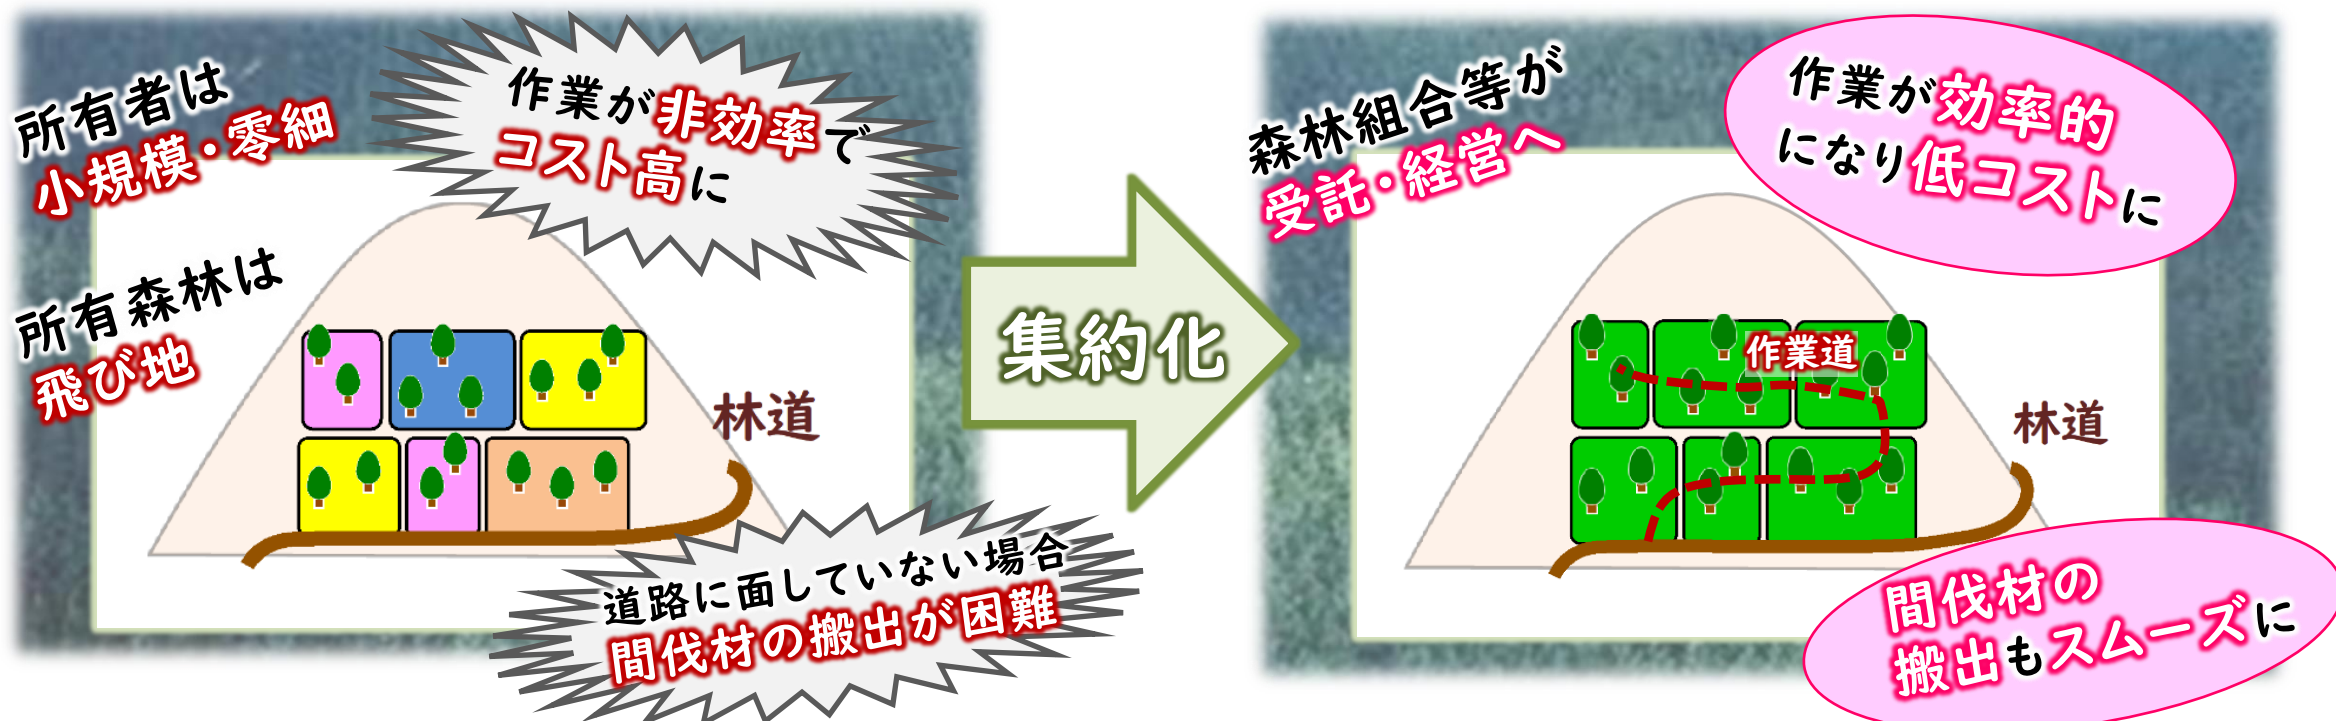 所有者は
小規模・零細
作業が非効率で
コスト高に
所有森林は
飛び地
林道
道路に面していない場合
間伐材の搬出が困難
集約化
森林組合等が
受託・経営へ
作業が効率的
になり低コストに
作業道
林道
間伐材の
搬出もスムーズに